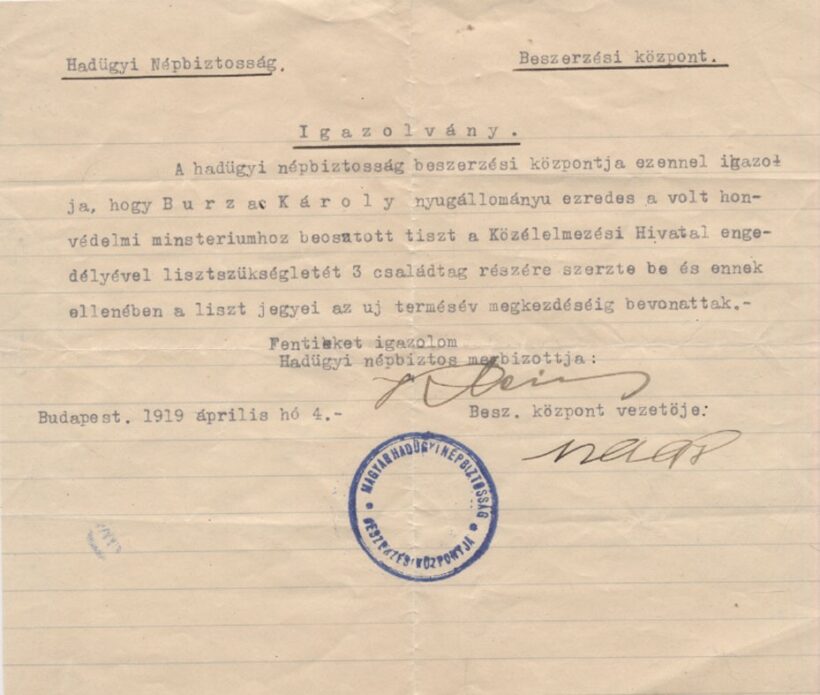 Hadügyi Népbiztosság.
Beszerzési központ.
Igazolvány.
A hadügyi népbiztosság beszerzési központja ezennel igazol
ja, hogy Burza Károly nyugállományu ezredes a volt hon-
védelmi minsteriumhoz beosztott tiszt a Közélelmezési Hivatal enge-
délyével lisztszükségletét 3 családtag részére szerzte be és ennek
ellenében a liszt jegyei az uj termésév megkezdéséig bevonattak.-
Fentieket igazolom
Hadügyi népbiztos megbizottja:
Budapest. 1919 április hó 4.-
Besz. központ vezetője:
MAGYAR HADÜGYI NÉPBIZTOSSÁG
BESZERZÉSI KÖZPONTJA